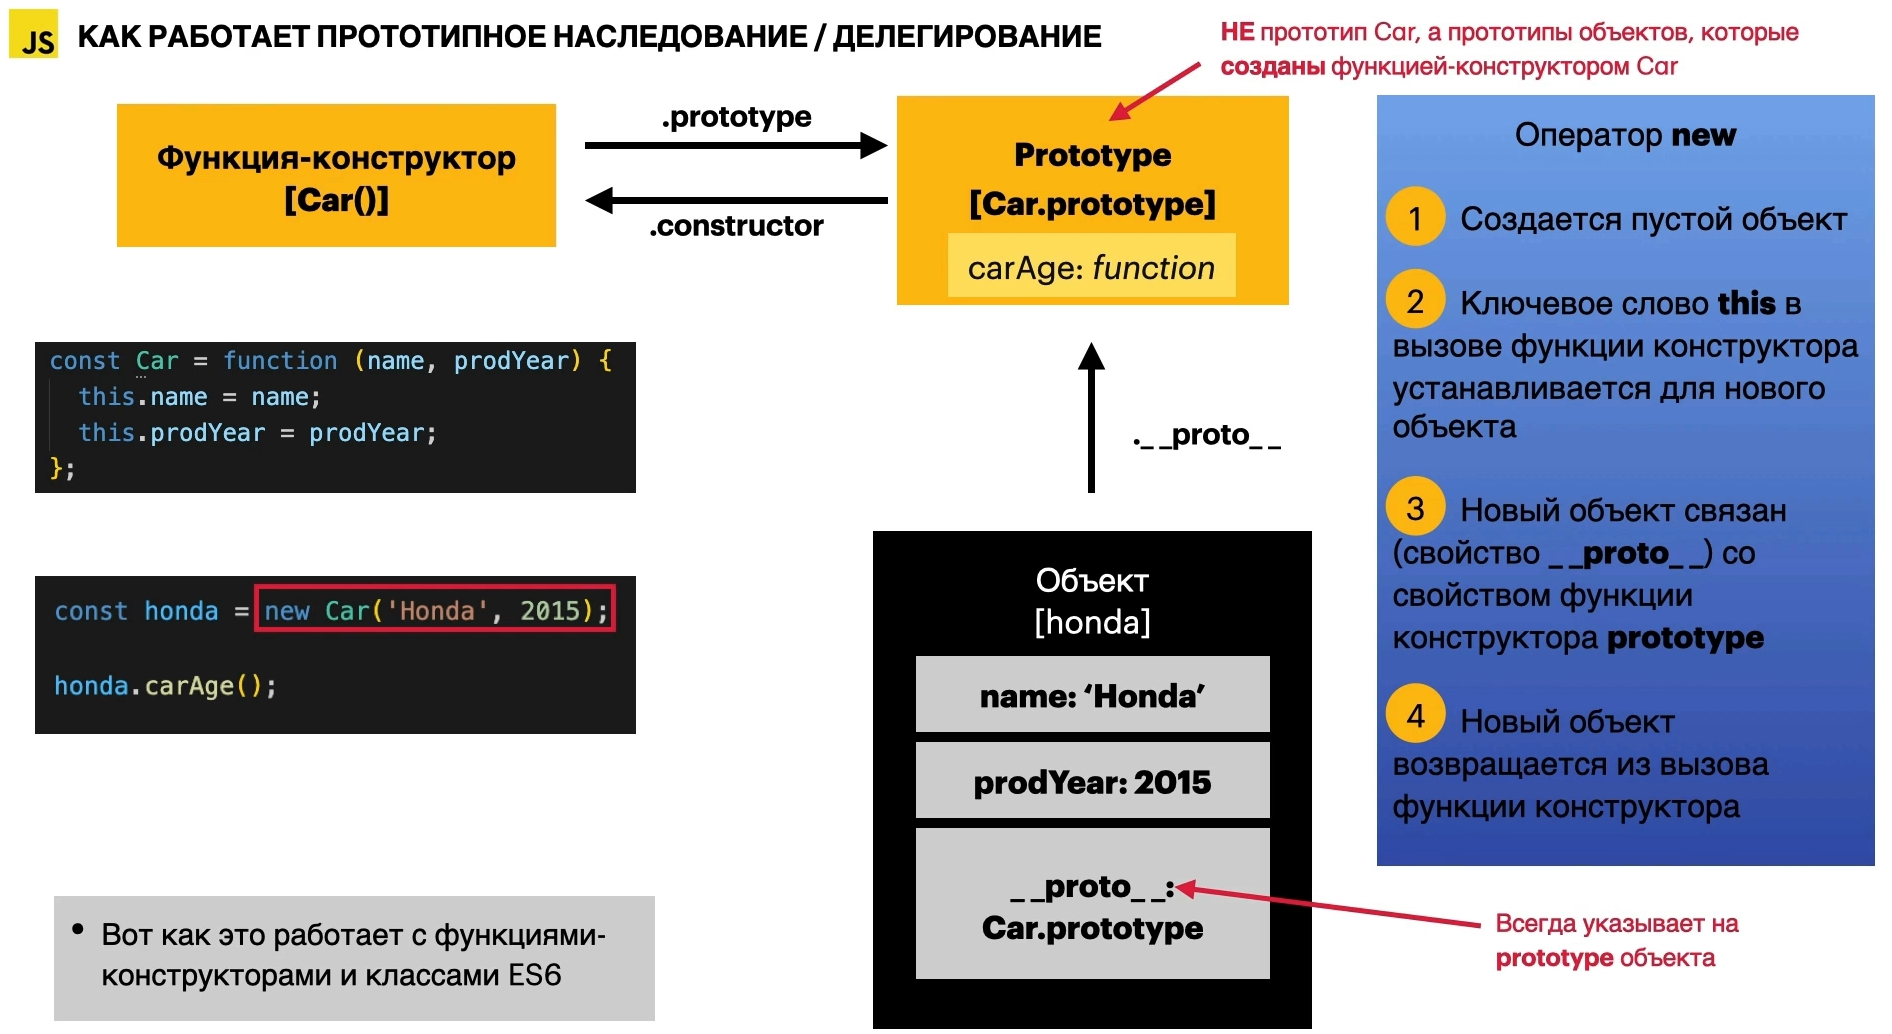 JS
КАК РАБОТАЕТ ПРОТОТИПНОЕ НАСЛЕДОВАНИЕ / ДЕЛЕГИРОВАНИЕ
НЕ прототип Car, а прототипы объектов, которые
созданы функцией-конструктором Car
Функция-конструктор
[Car()]
.prototype
.constructor
Prototype
[Car.prototype]
carAge: function
const Car = function (name, prodYear) {
this.name = name;
this.prodYear = prodYear;
};
const honda = new Car('Honda', 2015);
honda.carAge();
.__proto__
Объект
[honda]
name: ‘Honda’
prodYear: 2015
__proto__:
Car.prototype
Оператор new
1 Создается пустой объект
2 Ключевое слово this в
вызове функции конструктора
устанавливается для нового
объекта
3 Новый объект связан
(свойство __proto__) со
свойством функции
конструктора prototype
4 Новый объект
возвращается из вызова
функции конструктора
Всегда указывает на
prototype объекта
• Вот как это работает с функциями-
конструкторами и классами ES6